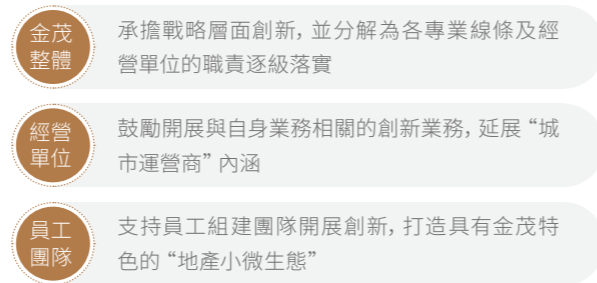 金茂
整體
承擔戰略層面創新，並分解為各專業線條及經
營單位的職責逐級落實
經營
單位
鼓勵開展與自身業務相關的創新業務，延展“城
市運營商”內涵
員工
團隊
支持員工組建團隊開展創新，打造具有金茂特
色的“地產小微生態”